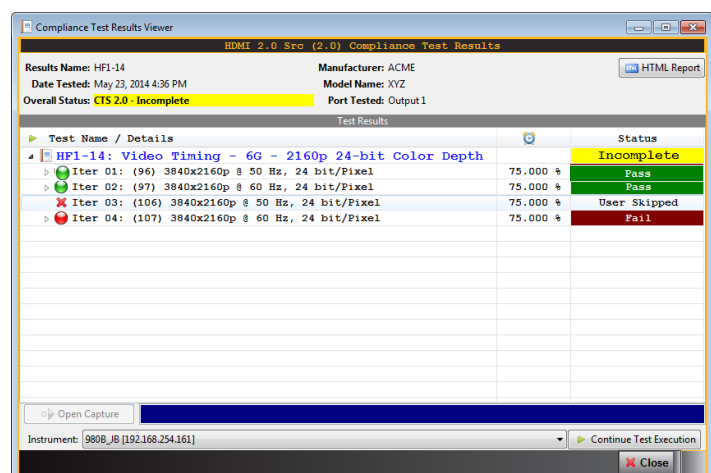 Compliance Test Results Viewer
HDMI 2.0 Src (2.0) Compliance Test Results
Results Name: HF1-14 Manufacturer: ACME HTML Report
Date Tested: May 23, 2014 4:36 PM Model Name: XYZ
Overall Status: CTS 2.0 - Incomplete Port Tested: Output 1
Test Results
Test Name / Details Status
HF1-14: Video Timing - 6G - 2160p 24-bit Color Depth Incomplete
Iter 01: (96) 3840x2160p @ 50 Hz, 24 bit/Pixel 75.000 % Pass
Iter 02: (97) 3840x2160p @ 60 Hz, 24 bit/Pixel 75.000 % Pass
Iter 03: (106) 3840x2160p @ 50 Hz, 24 bit/Pixel 75.000 % User Skipped
Iter 04: (107) 3840x2160p @ 60 Hz, 24 bit/Pixel 75.000 % Fail
Open Capture
Instrument: 980B_JB [192.168.254.161] Continue Test Execution
Close